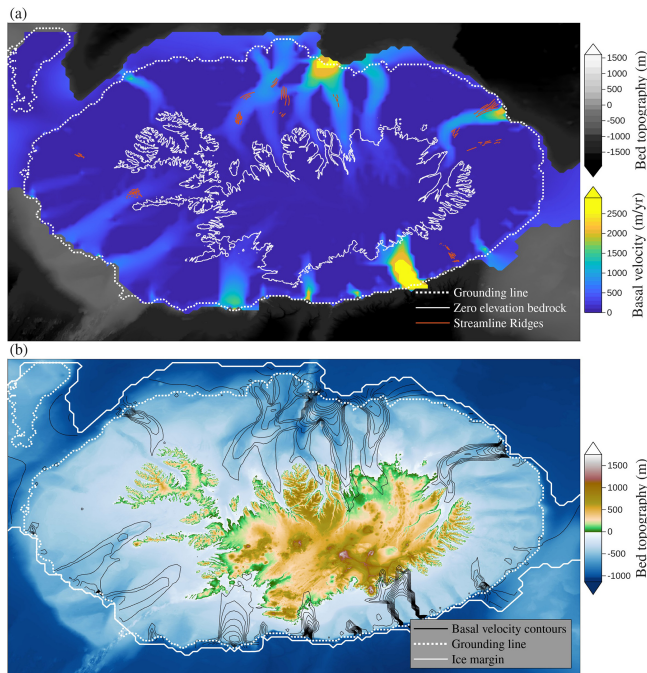 (a)
1500
1000
500
0
-500
-1000
-1500
Bed topography (m)
2500
2000
1500
1000
500
0
Basal velocity (m/yr)
Grounding line
Zero elevation bedrock
Streamline Ridges
(b)
1500
1000
500
0
-500
-1000
Bed topography (m)
Basal velocity contours
Grounding line
Ice margin